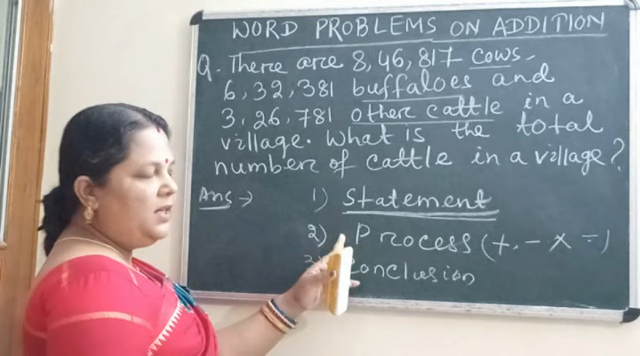 WORD PROBLEMS ON ADDITION
Q. There are 8,46,817 cows,
6,32,381 buffaloes and
3,26,781 other cattle in a
village. What is the total
number of cattle in a village?
Ans → 1) Statement
2) Process (+, - × ÷)
Conclusion